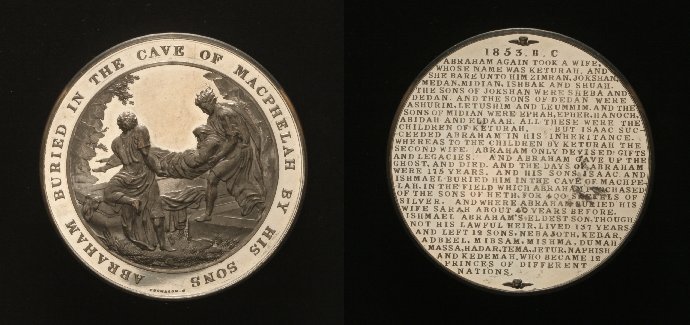 ABRAHAM BURIED IN THE CAVE OF MACPHELAH BY HIS SONS
1853. B. C
ABRAHAM AGAIN TOOK A WIFE,
WHOSE NAME WAS KETURAH. AND
SHE BARE UNTO HIM ZIMRAN, JOKSHAN,
MEDAN, MIDIAN, ISHBAK AND SHUAH.
THE SONS OF JOKSHAN WERE SHEBA AND
DEDAN. AND THE SONS OF DEDAN WERE
ASHURIM, LETUSHIM AND LEUMMIM. AND THE
SONS OF MIDIAN WERE EPHAH, EPHER, HANOCH,
ABIDAH AND ELDAAH. ALL THESE WERE THE
CHILDREN OF KETURAH. BUT ISAAC SUC-
CEEDED ABRAHAM IN HIS INHERITANCE.
WHEREAS TO THE CHILDREN BY KETURAH THE
SECOND WIFE, ABRAHAM ONLY DEVISED GIFTS
AND LEGACIES. AND ABRAHAM GAVE UP THE
GHOST, AND DIED. AND THE DAYS OF ABRAHAM
WERE 175 YEARS, AND HIS SONS, ISAAC AND
ISHMAEL BURIED HIM IN THE CAVE OF MACHPE-
LAH, IN THE FIELD WHICH ABRAHAM PURCHASED
OF THE SONS OF HETH, FOR 400 SHEKELS OF
SILVER. AND WHERE ABRAHAM BURIED HIS
WIFE SARAH ABOUT 40 YEARS BEFORE.
ISHMAEL ABRAHAM'S ELDEST SON, THOUGH
NOT HIS LAWFUL HEIR, LIVED 137 YEARS
AND LEFT 12 SONS, NEBAJOTH, KEDAR,
ADBEEL, MIBSAM, MISHMA, DUMAH,
MASSA, HADAR, TEMA, JETUR, NAPHISH
AND KEDEMAH, WHO BECAME 12
PRINCES OF DIFFERENT
NATIONS.